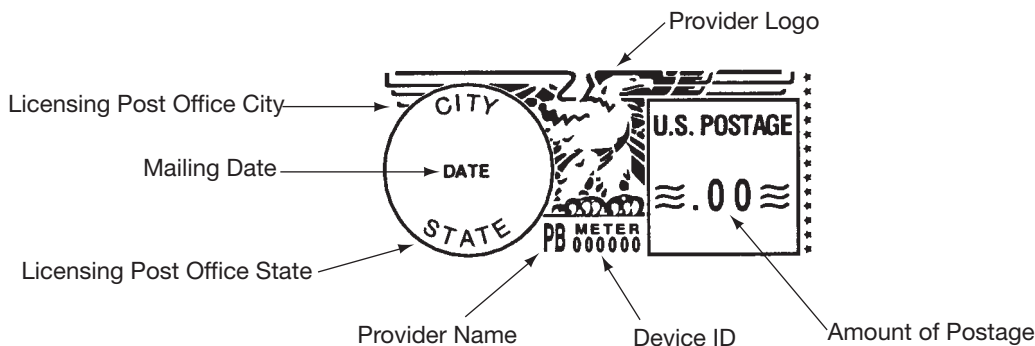 Provider Logo
Licensing Post Office City
CITY
U.S. POSTAGE
Mailing Date
DATE
.00
STATE
PB METER
000000
Licensing Post Office State
Provider Name
Device ID
Amount of Postage